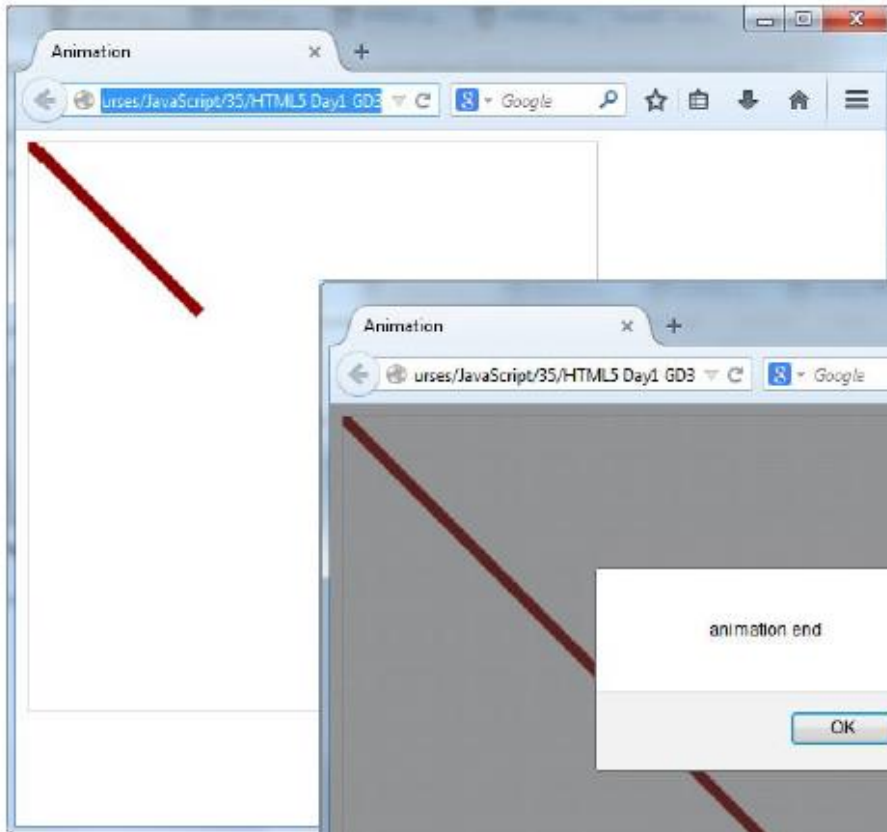 Animation
urses/JavaScript/35/HTML5 Day1 GD3
Google
Animation
urses/JavaScript/35/HTML5 Day1 GD3
Google
animation end
OK